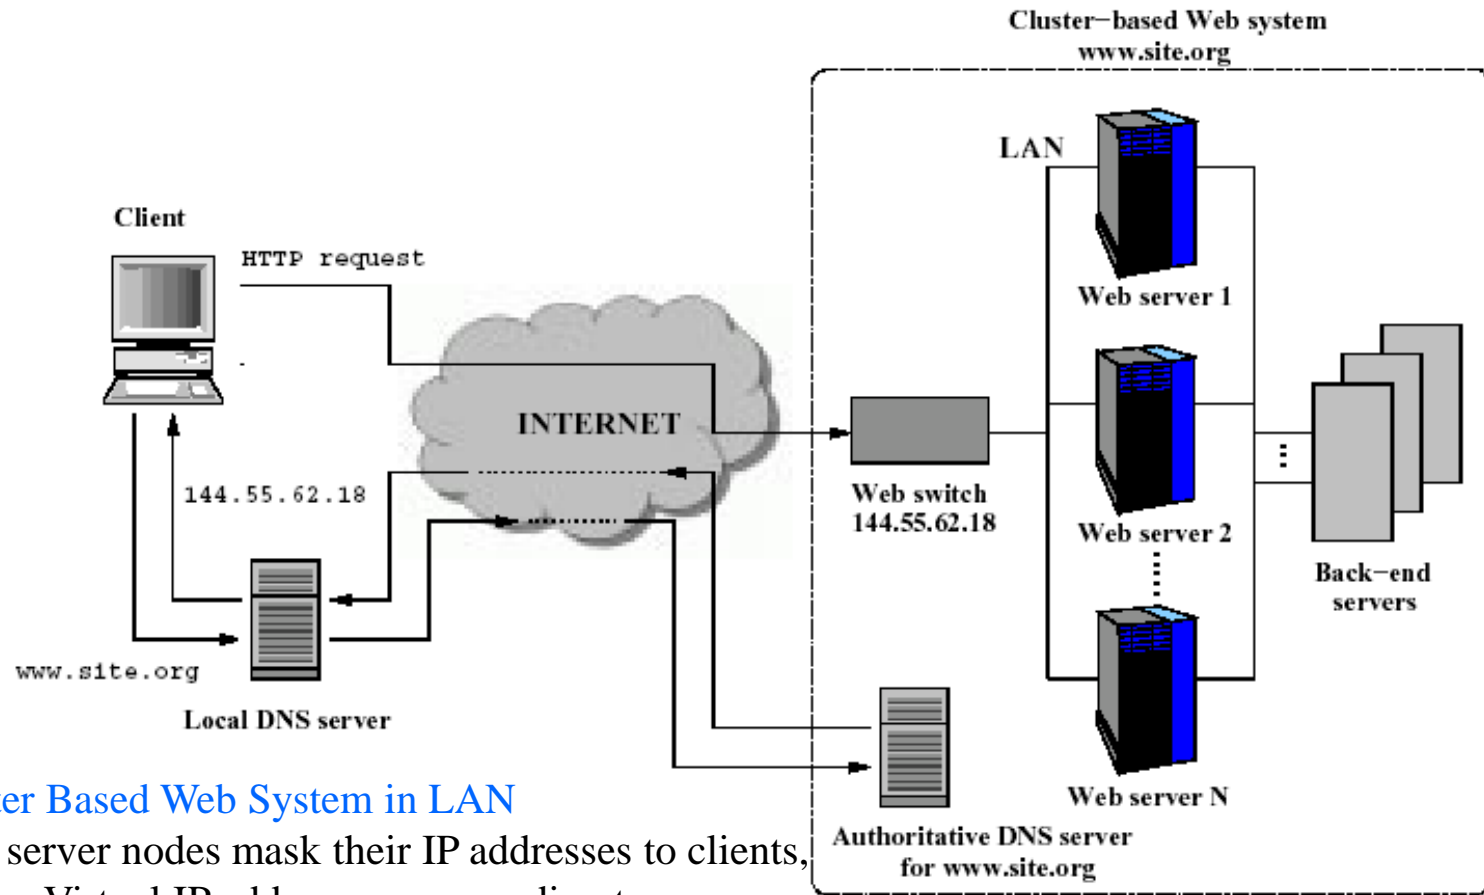 Cluster-based Web system
www.site.org
LAN
Client
HTTP request
Web server 1
INTERNET
144.55.62.18
Web switch
144.55.62.18
Web server 2
Back-end
servers
www.site.org
Local DNS server
Web server N
Authoritative DNS server
for www.site.org
Based Web System in LAN
server nodes mask their IP addresses to clients,